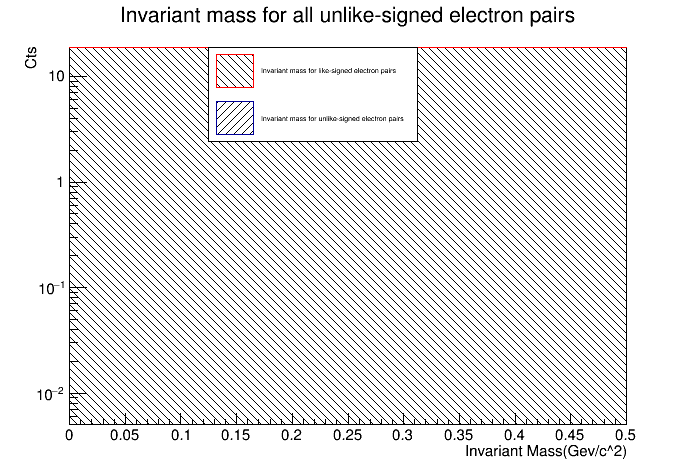 Invariant mass for all unlike-signed electron pairs
Cts
10
1
10⁻¹
10⁻²
Invariant mass for like-signed electron pairs
Invariant mass for unlike-signed electron pairs
0 0.05 0.1 0.15 0.2 0.25 0.3 0.35 0.4 0.45 0.5
Invariant Mass(Gev/c^2)